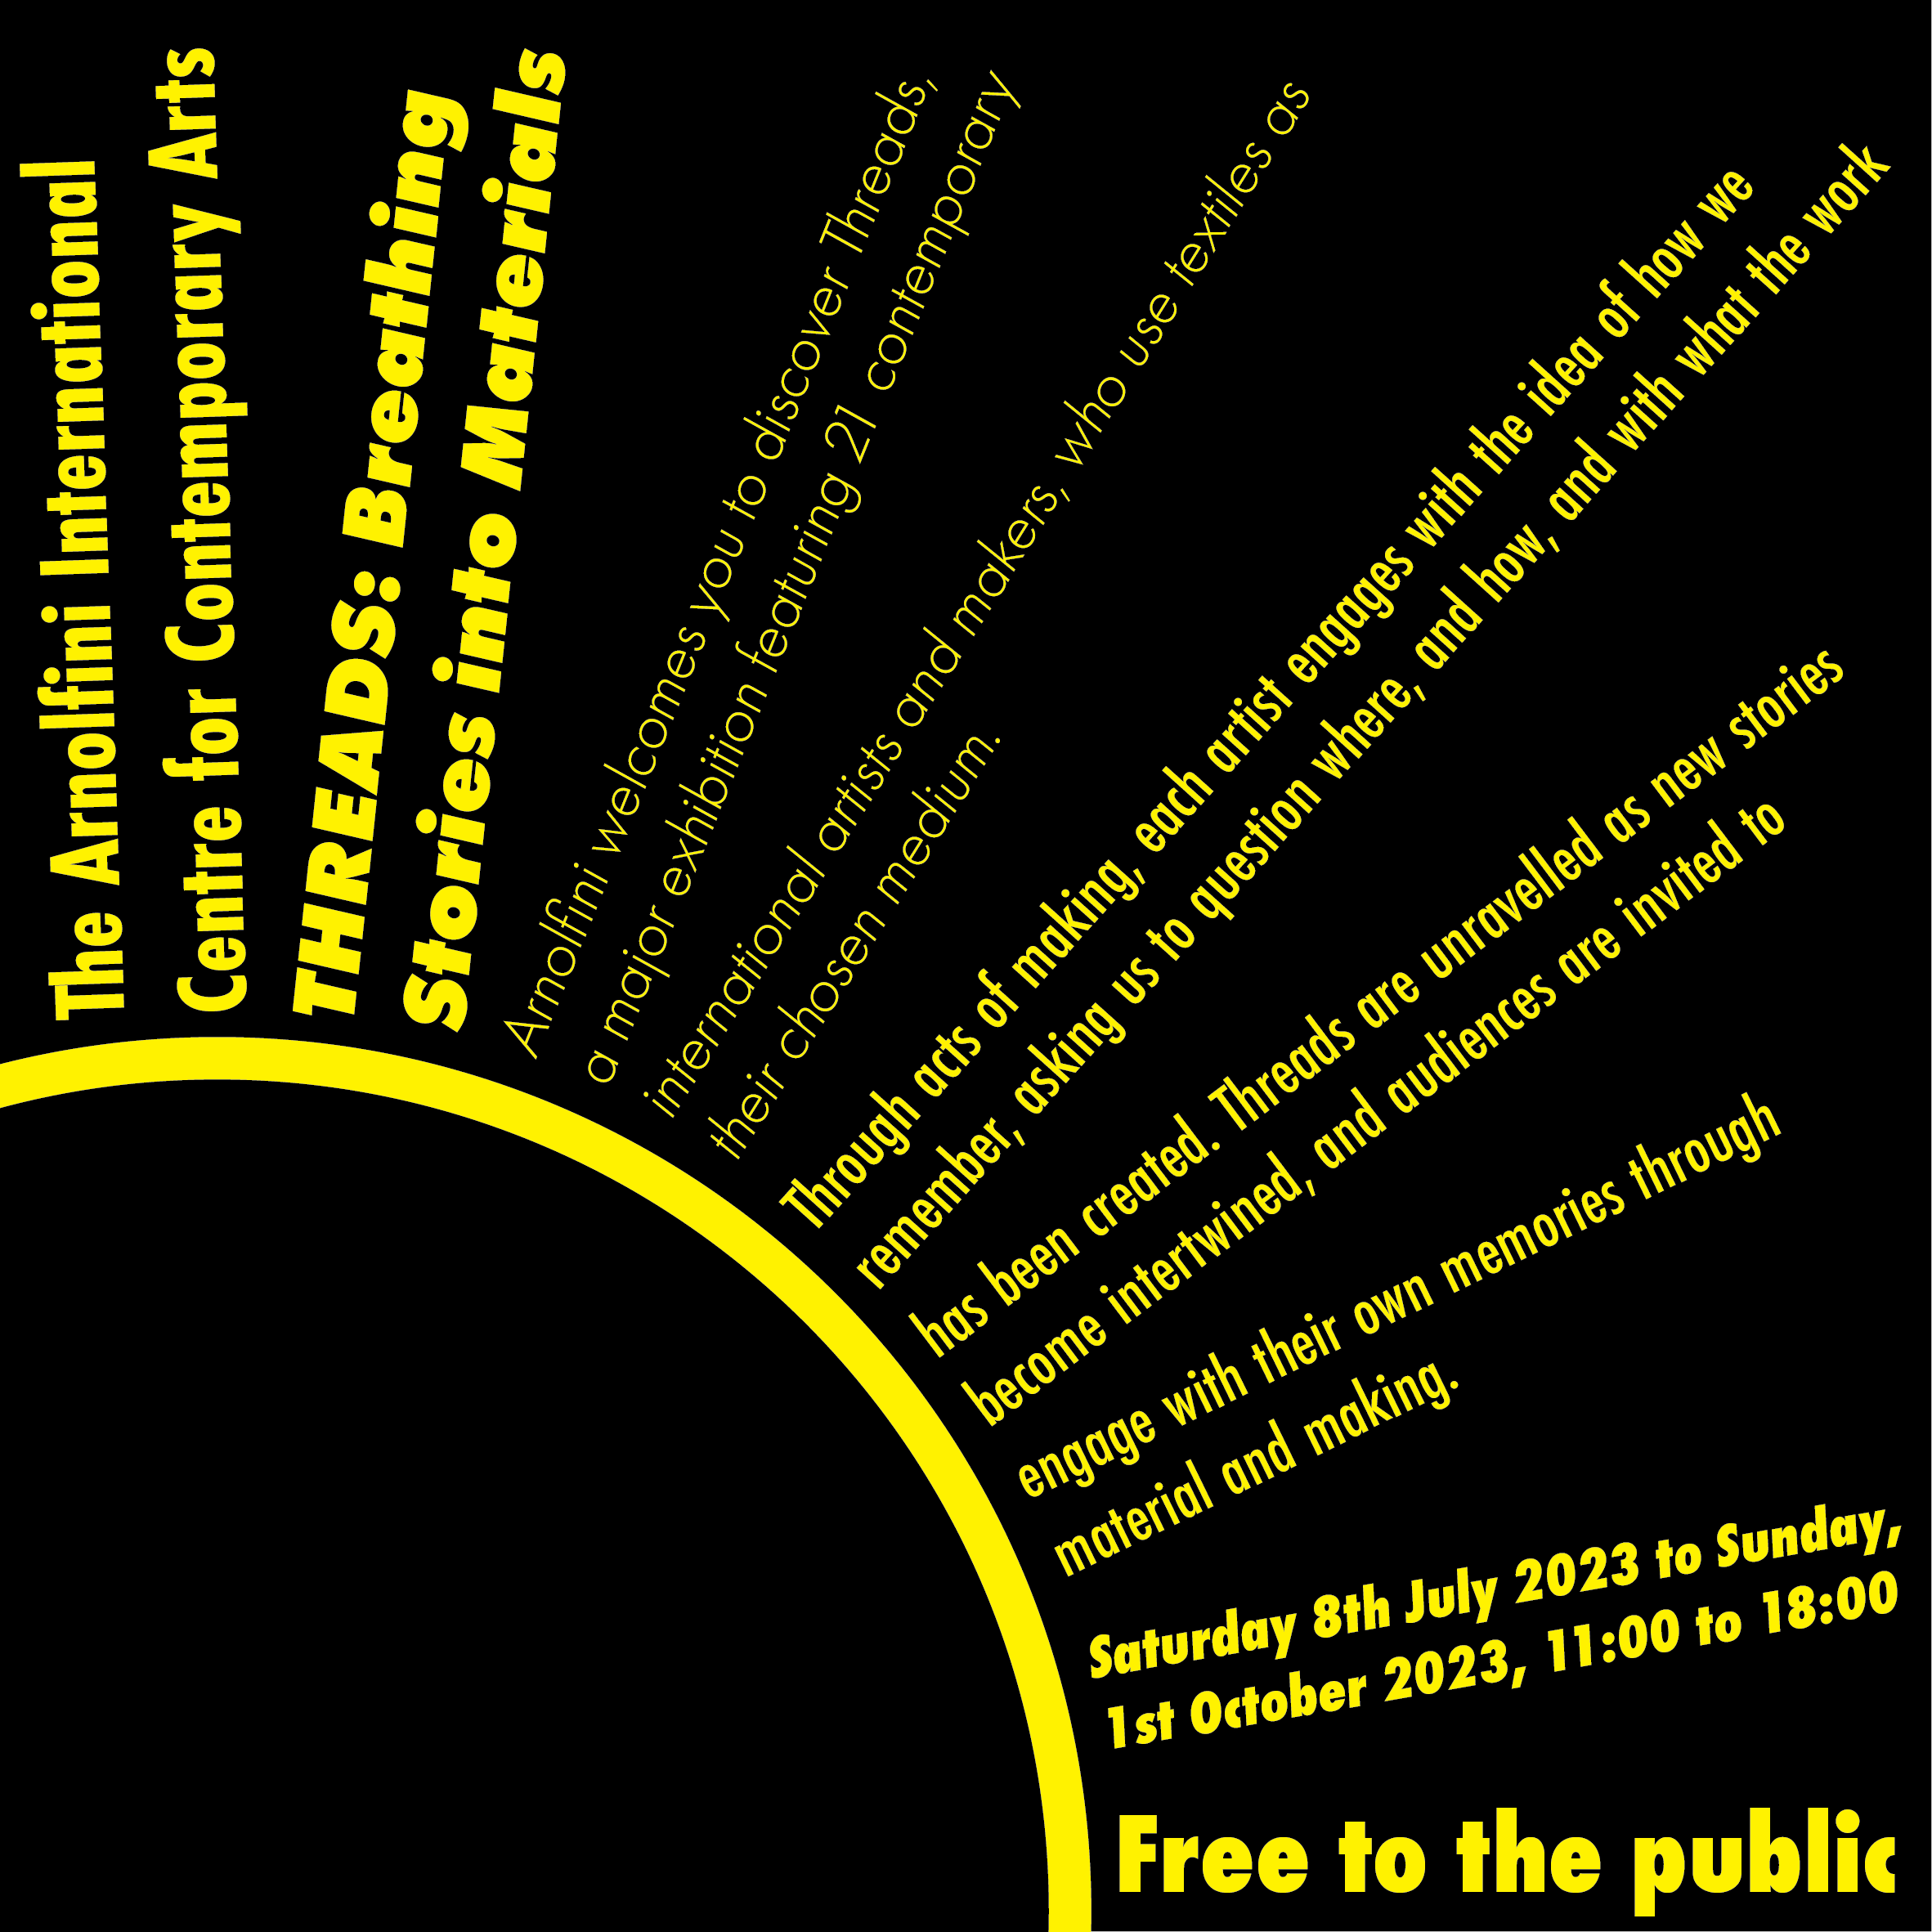 The Arnolfini International
Centre for Contemporary Arts
THREADS: Breathing
Stories into Materials
Arnolfini welcomes you to discover Threads,
a major exhibition featuring 21 contemporary
international artists and makers, who use textiles as
their chosen medium.
Through acts of making, each artist engages with the idea of how we
remember, asking us to question where, and how, and with what the work
has been created. Threads are unravelled as new stories
become intertwined, and audiences are invited to
engage with their own memories through
material and making.
Saturday 8th July 2023 to Sunday,
1st October 2023, 11:00 to 18:00
Free to the public